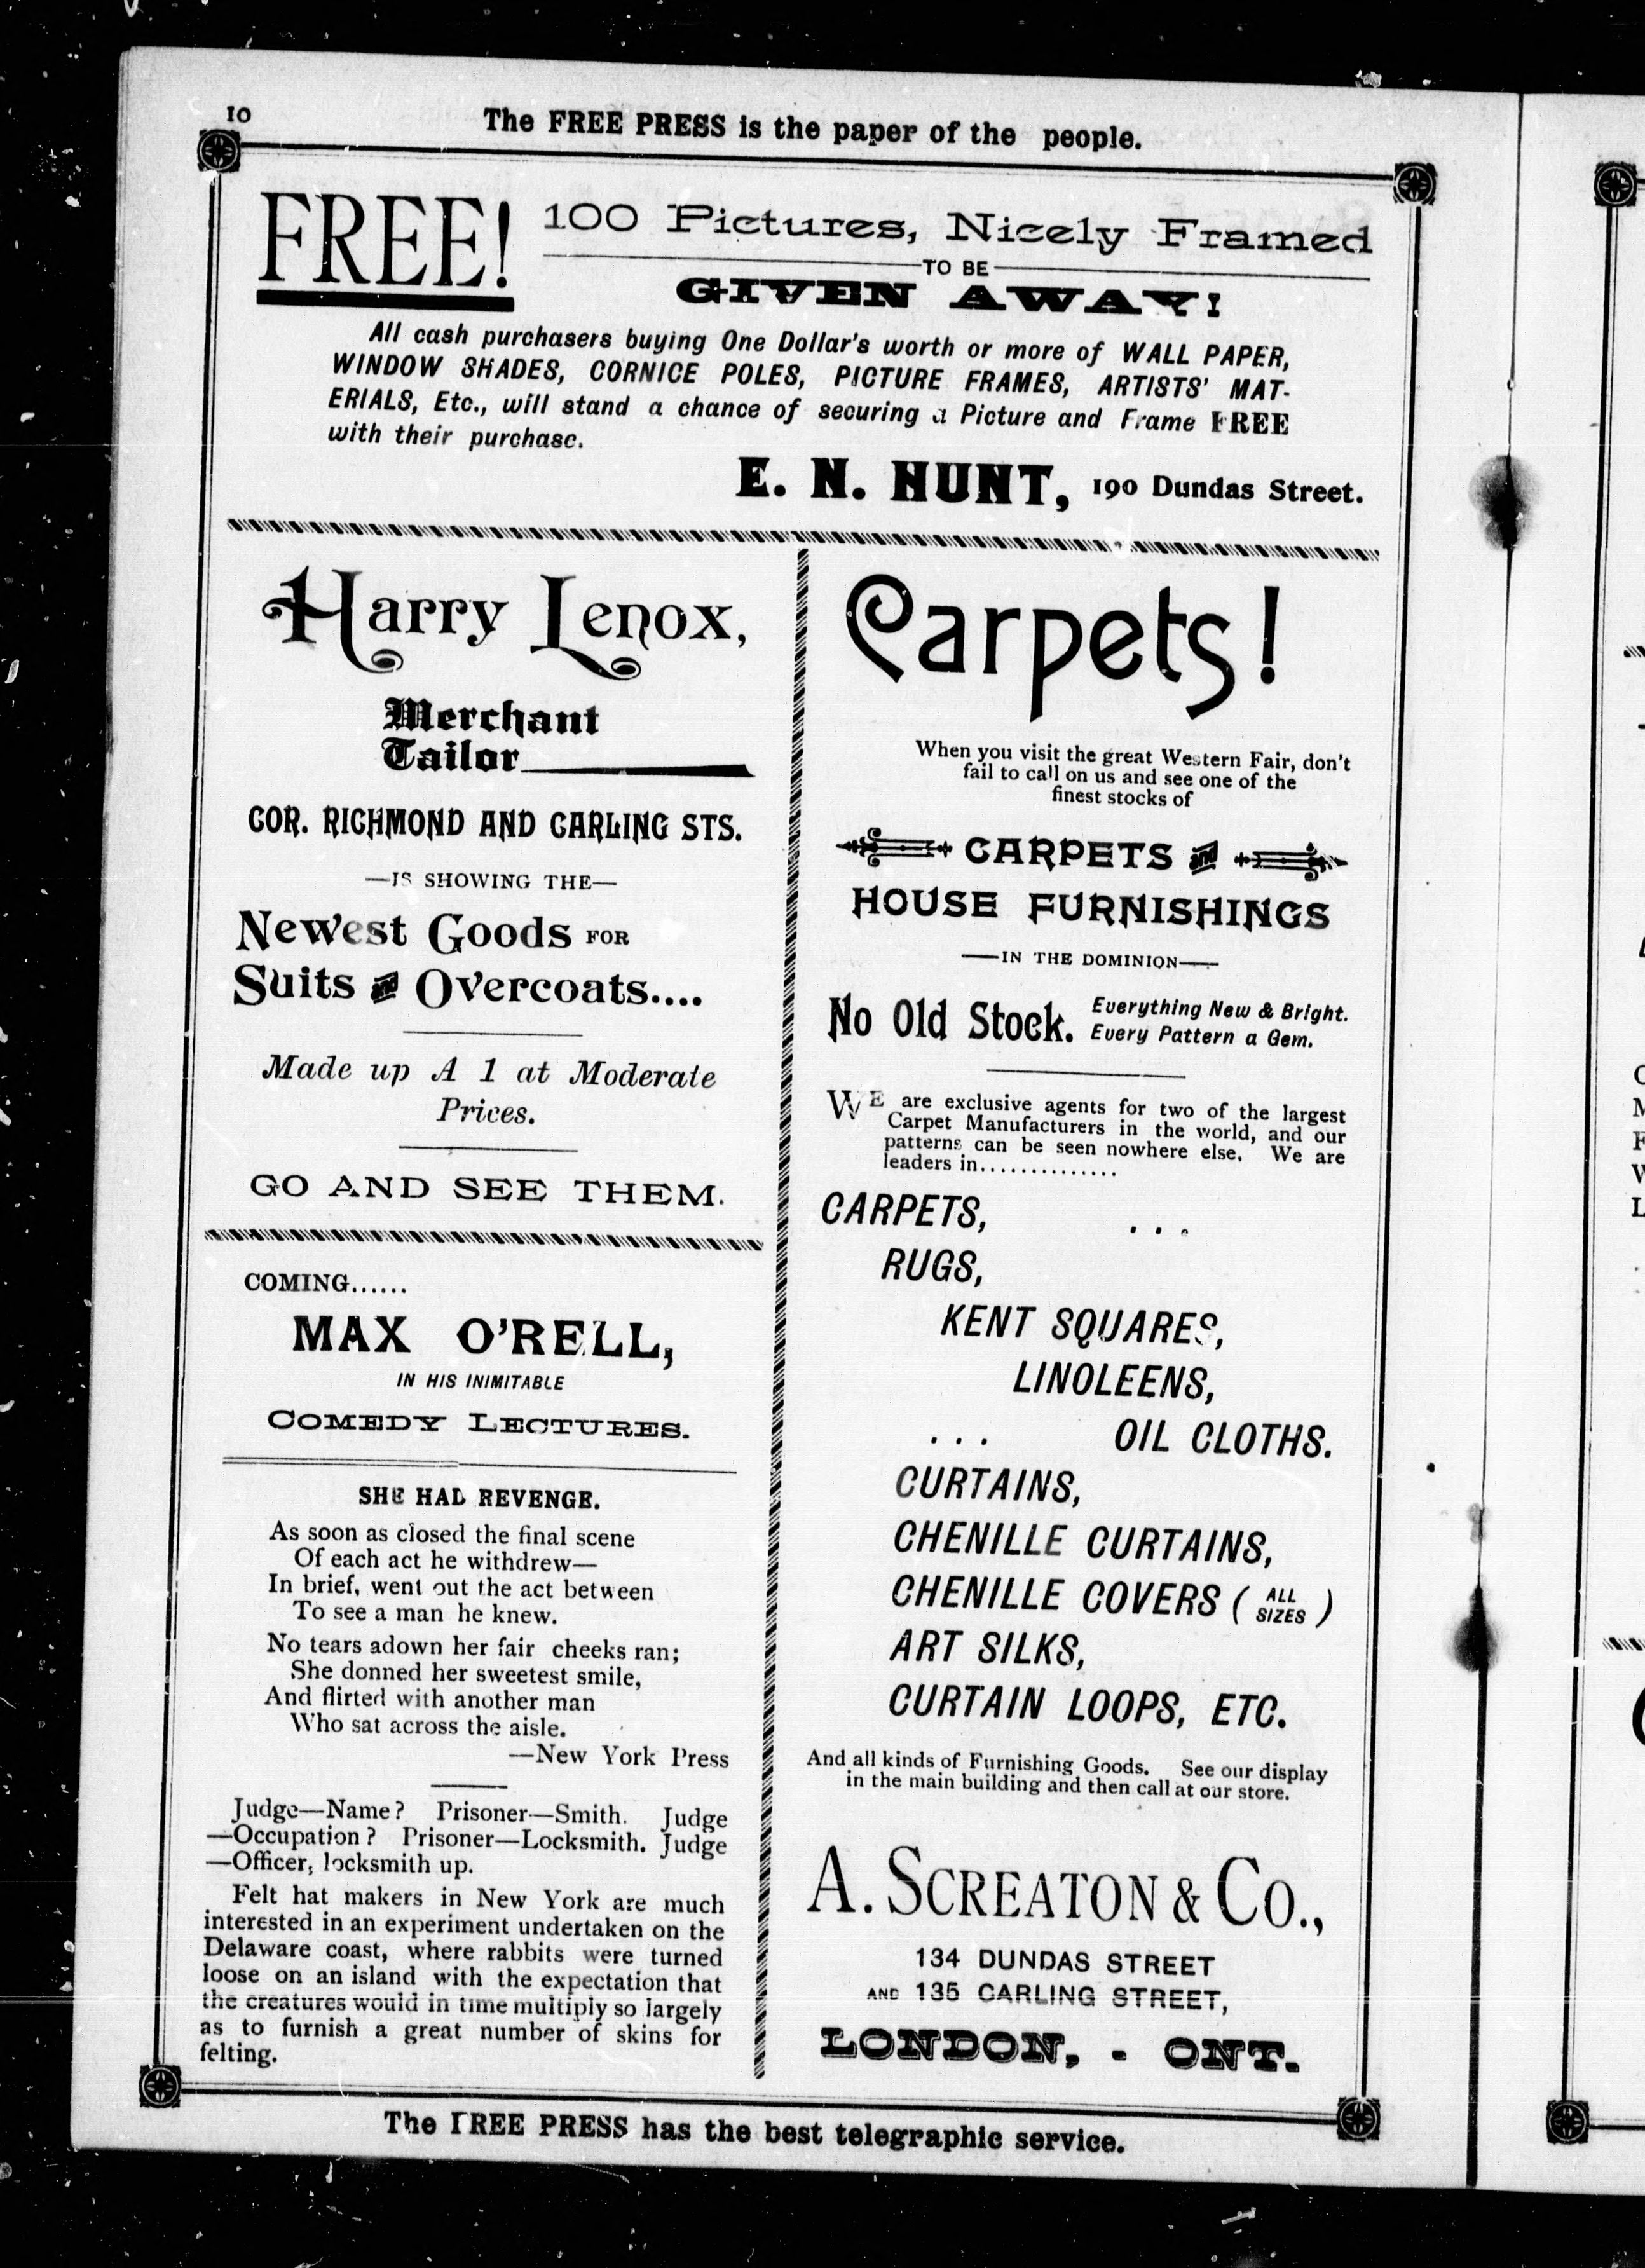 10
The FREE PRESS is the paper of the people.
FREE!
100 Pictures, Nicely Framed
TO BE
GIVEN AWAY!
All cash purchasers buying One Dollar's worth or more of WALL PAPER,
WINDOW SHADES, CORNICE POLES, PICTURE FRAMES, ARTISTS' MAT-
ERIALS, Etc., will stand a chance of securing a Picture and Frame FREE
with their purchase.
E. N. HUNT, 190 Dundas Street.
Harry Lenox,
Merchant
Tailor
COR. RICHMOND AND CARLING STS.
—IS SHOWING THE—
Newest Goods FOR
Suits and Overcoats....
Made up A 1 at Moderate
Prices.
GO AND SEE THEM.
COMING......
MAX O'RELL,
IN HIS INIMITABLE
COMEDY LECTURES.
SHE HAD REVENGE.
As soon as closed the final scene
Of each act he withdrew—
In brief, went out the act between
To see a man he knew.
No tears adown her fair cheeks ran;
She donned her sweetest smile,
And flirted with another man
Who sat across the aisle.
—New York Press
Judge—Name? Prisoner—Smith. Judge
—Occupation? Prisoner—Locksmith. Judge
—Officer, locksmith up.
Felt hat makers in New York are much
interested in an experiment undertaken on the
Delaware coast, where rabbits were turned
loose on an island with the expectation that
the creatures would in time multiply so largely
as to furnish a great number of skins for
felting.
Carpets!
When you visit the great Western Fair, don't
fail to call on us and see one of the
finest stocks of
CARPETS and
HOUSE FURNISHINGS
—IN THE DOMINION—
No Old Stock. Everything New & Bright.
Every Pattern a Gem.
WE are exclusive agents for two of the largest
Carpet Manufacturers in the world, and our
patterns can be seen nowhere else. We are
leaders in..............
CARPETS, ...
RUGS,
KENT SQUARES,
LINOLEENS,
... OIL CLOTHS.
CURTAINS,
CHENILLE CURTAINS,
CHENILLE COVERS (ALL SIZES)
ART SILKS,
CURTAIN LOOPS, ETC.
And all kinds of Furnishing Goods. See our display
in the main building and then call at our store.
A. SCREATON & CO.,
134 DUNDAS STREET
AND 135 CARLING STREET,
LONDON, - ONT.
The FREE PRESS has the best telegraphic service.